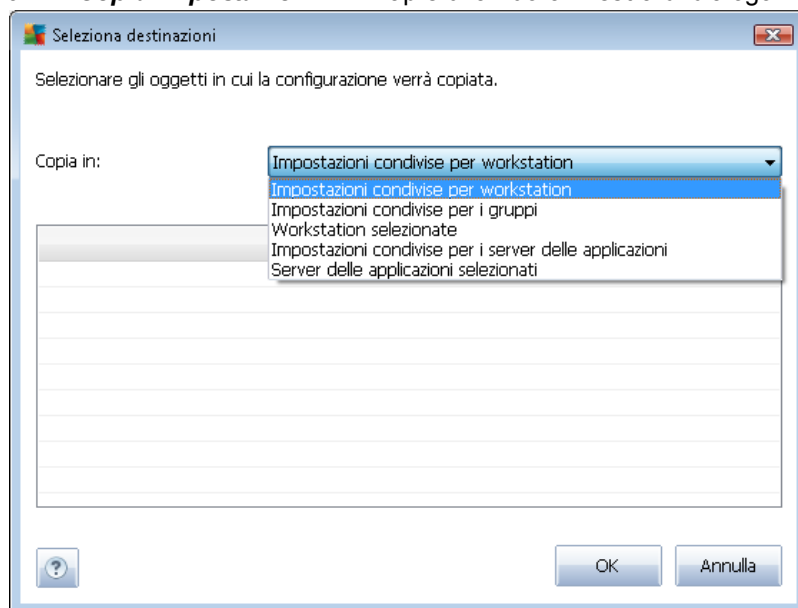 Seleziona destinazioni
Selezionare gli oggetti in cui la configurazione verrà copiata.
Copia in:
Impostazioni condivise per workstation
Impostazioni condivise per workstation
Impostazioni condivise per i gruppi
Workstation selezionate
Impostazioni condivise per i server delle applicazioni
Server delle applicazioni selezionati
?
OK
Annulla